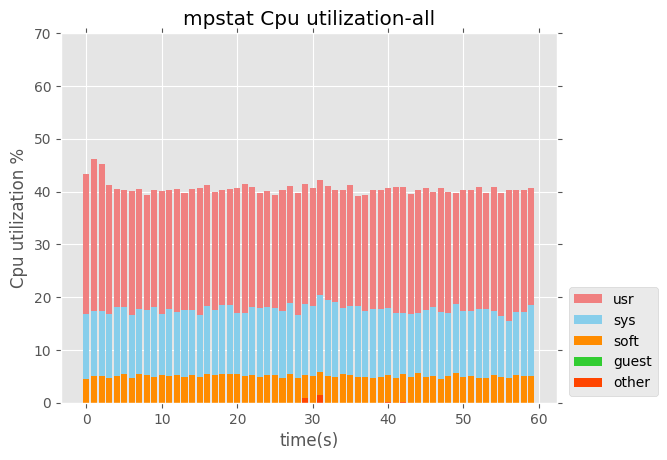 mpstat Cpu utilization-all
70
60
50
40
30
20
10
0
Cpu utilization %
0 10 20 30 40 50 60
time(s)
usr
sys
soft
guest
other